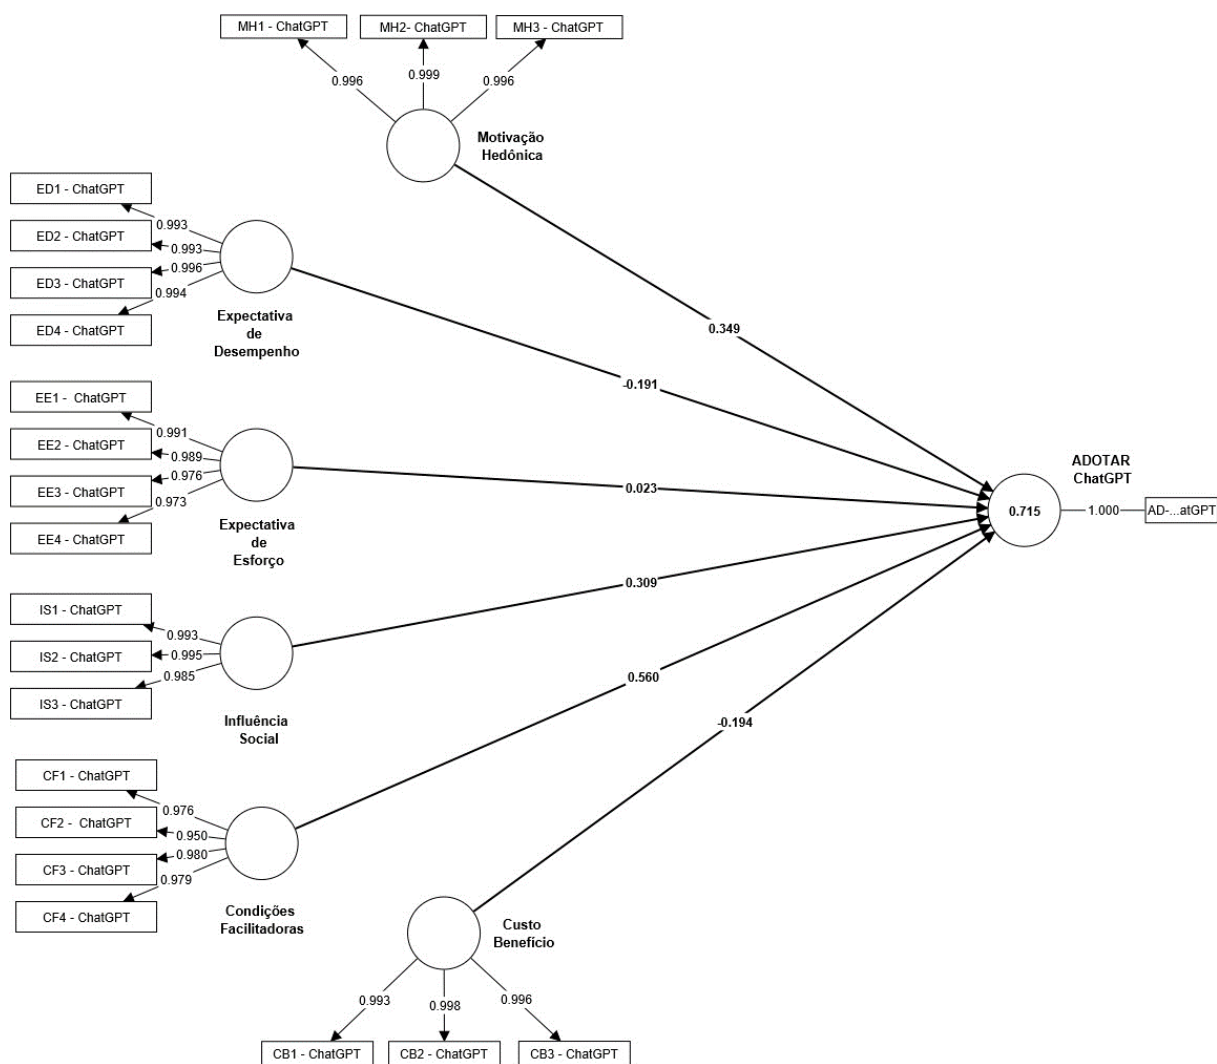 MH1 - ChatGPT
MH2- ChatGPT
MH3 - ChatGPT
0.996
0.999
0.996
Motivação
Hedônica
ED1 - ChatGPT
ED2 - ChatGPT
ED3 - ChatGPT
ED4 - ChatGPT
0.993
0.993
0.996
0.994
Expectativa
de
Desempenho
0.349
-0.191
EE1 -  ChatGPT
EE2 - ChatGPT
EE3 - ChatGPT
EE4 - ChatGPT
0.991
0.989
0.976
0.973
Expectativa
de
Esforço
0.023
ADOTAR
ChatGPT
0.715
1.000
AD-...atGPT
0.309
IS1 - ChatGPT
IS2 - ChatGPT
IS3 - ChatGPT
0.993
0.995
0.985
Influência
Social
0.560
-0.194
CF1 - ChatGPT
CF2 -  ChatGPT
CF3 - ChatGPT
CF4 - ChatGPT
0.976
0.950
0.980
0.979
Condições
Facilitadoras
Custo
Benefício
0.993
0.998
0.996
CB1 - ChatGPT
CB2 - ChatGPT
CB3 - ChatGPT